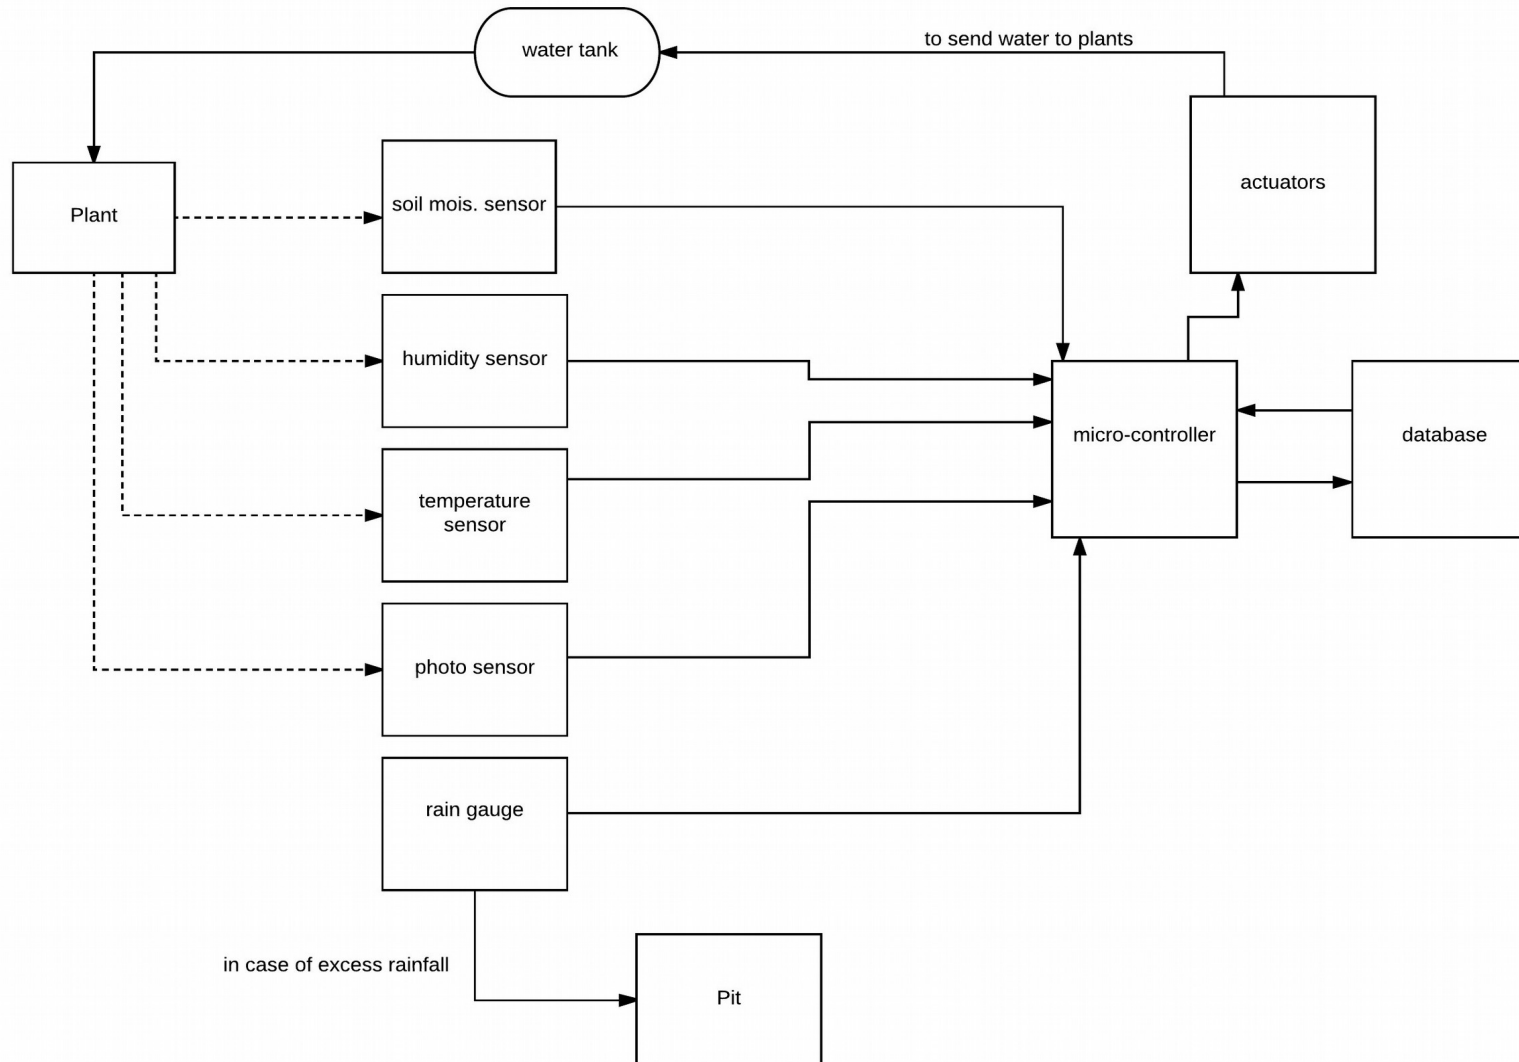 to send water to plants
water tank
actuators
soil mois. sensor
Plant
humidity sensor
micro-controller
database
temperature
sensor
photo sensor
rain gauge
in case of excess rainfall
Pit